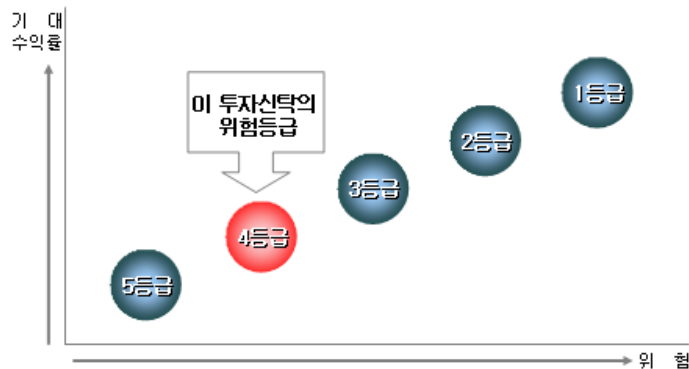 기 대
수익률
이 투자신탁의
위험등급
1등급
2등급
3등급
4등급
5등급
위 험